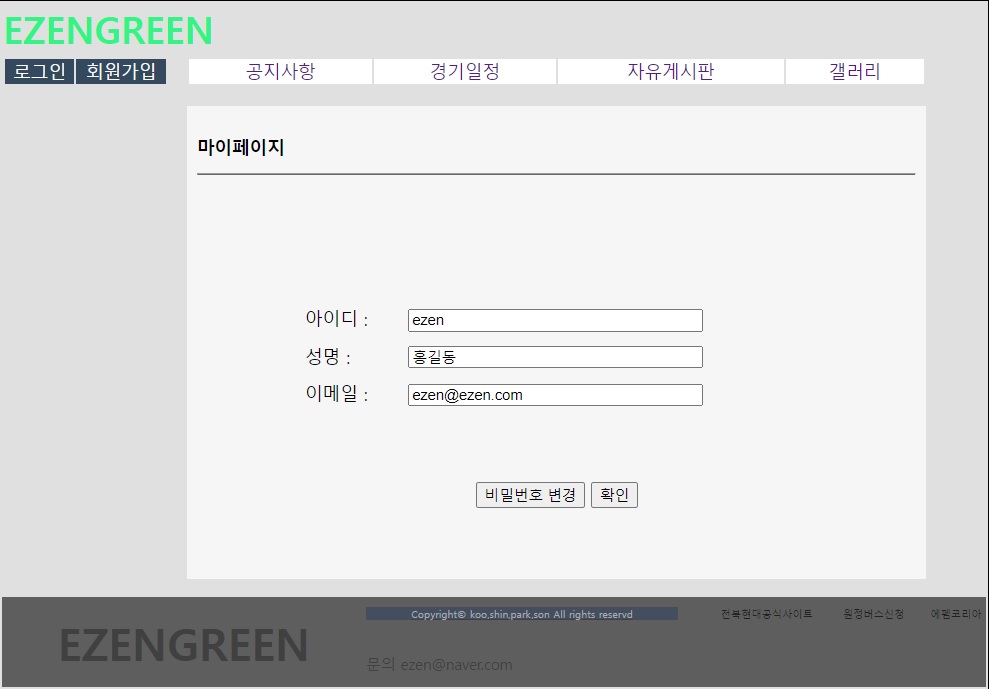 EZENGREEN
로그인 회원가입 공지사항 경기일정 자유게시판 갤러리
마이페이지
아이디 : ezen
성명 : 홍길동
이메일 : ezen@ezen.com
비밀번호 변경 확인
Copyright© koo,shin,park,son All rights reservd 전북현대공식사이트 원정버스신청 에펨코리아
EZENGREEN
문의 ezen@naver.com